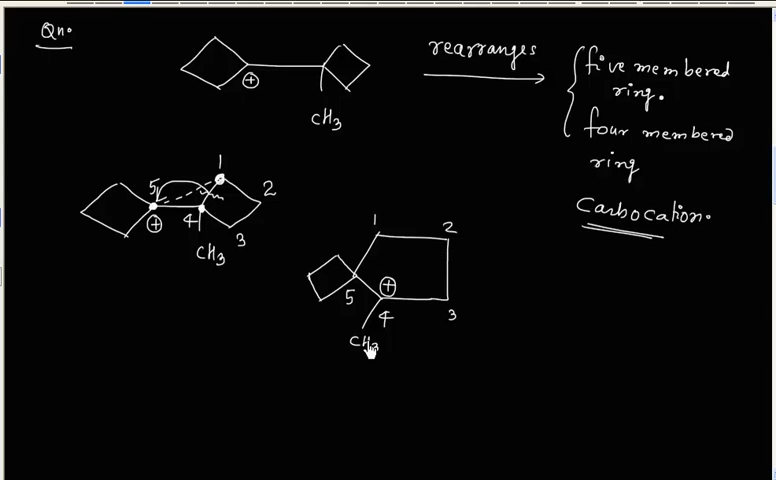 Qn.
rearranges
five membered
ring.
four membered
ring
Carbocation.
+
CH3
1
5
2
4
3
+
CH3
1
2
+
5
4
3
CH3